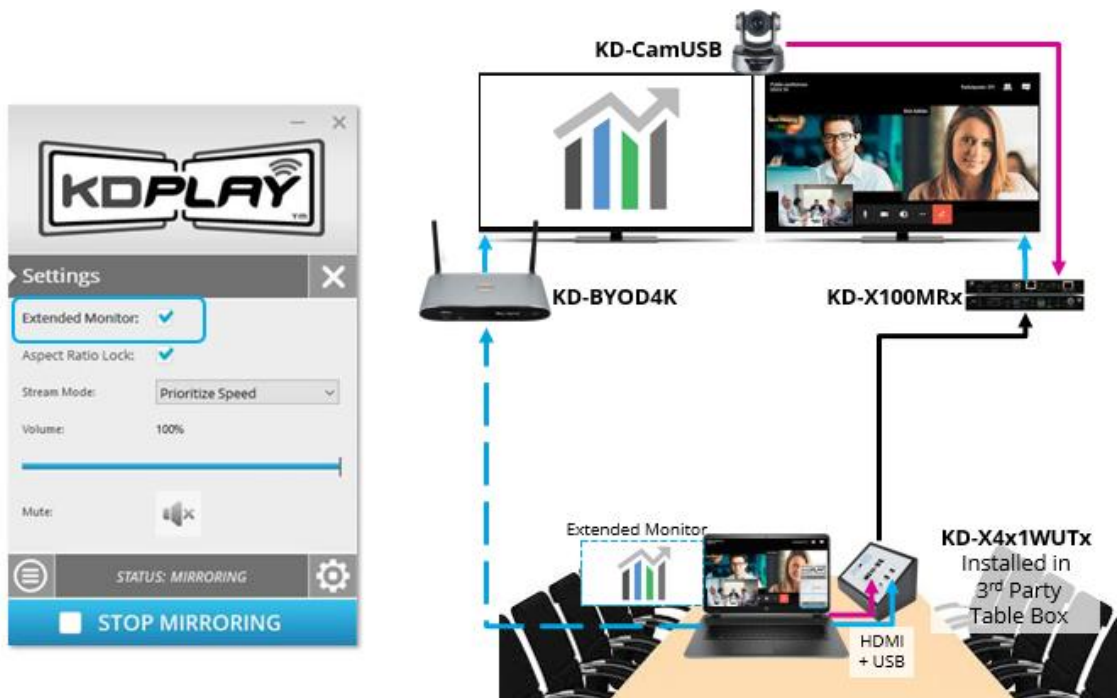 KDPLAY
TM
Settings
Extended Monitor:
Aspect Ratio Lock:
Stream Mode: Prioritize Speed
Volume: 100%
Mute:
STATUS: MIRRORING
STOP MIRRORING
KD-CamUSB
KD-BYOD4K
KD-X100MRx
Extended Monitor
KD-X4x1WUTx
Installed in
3rd Party
Table Box
HDMI
+ USB